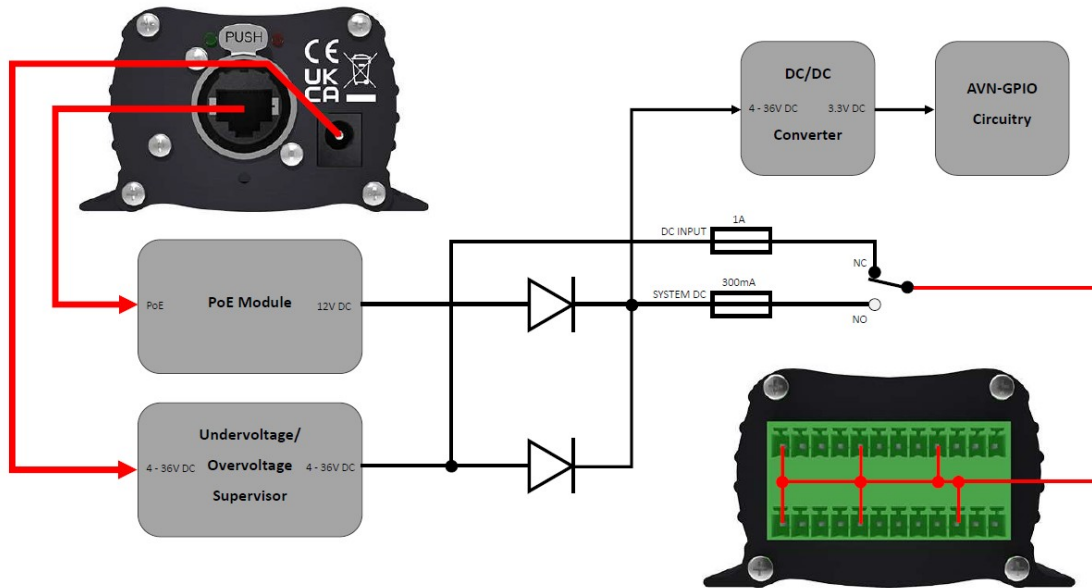 PUSH
CE
UK
CA
DC/DC
4 - 36V DC
3.3V DC
Converter
AVN-GPIO
Circuitry
1A
DC INPUT
NC
300mA
SYSTEM DC
NO
PoE
PoE Module
12V DC
Undervoltage/
4 - 36V DC
Overvoltage
4 - 36V DC
Supervisor